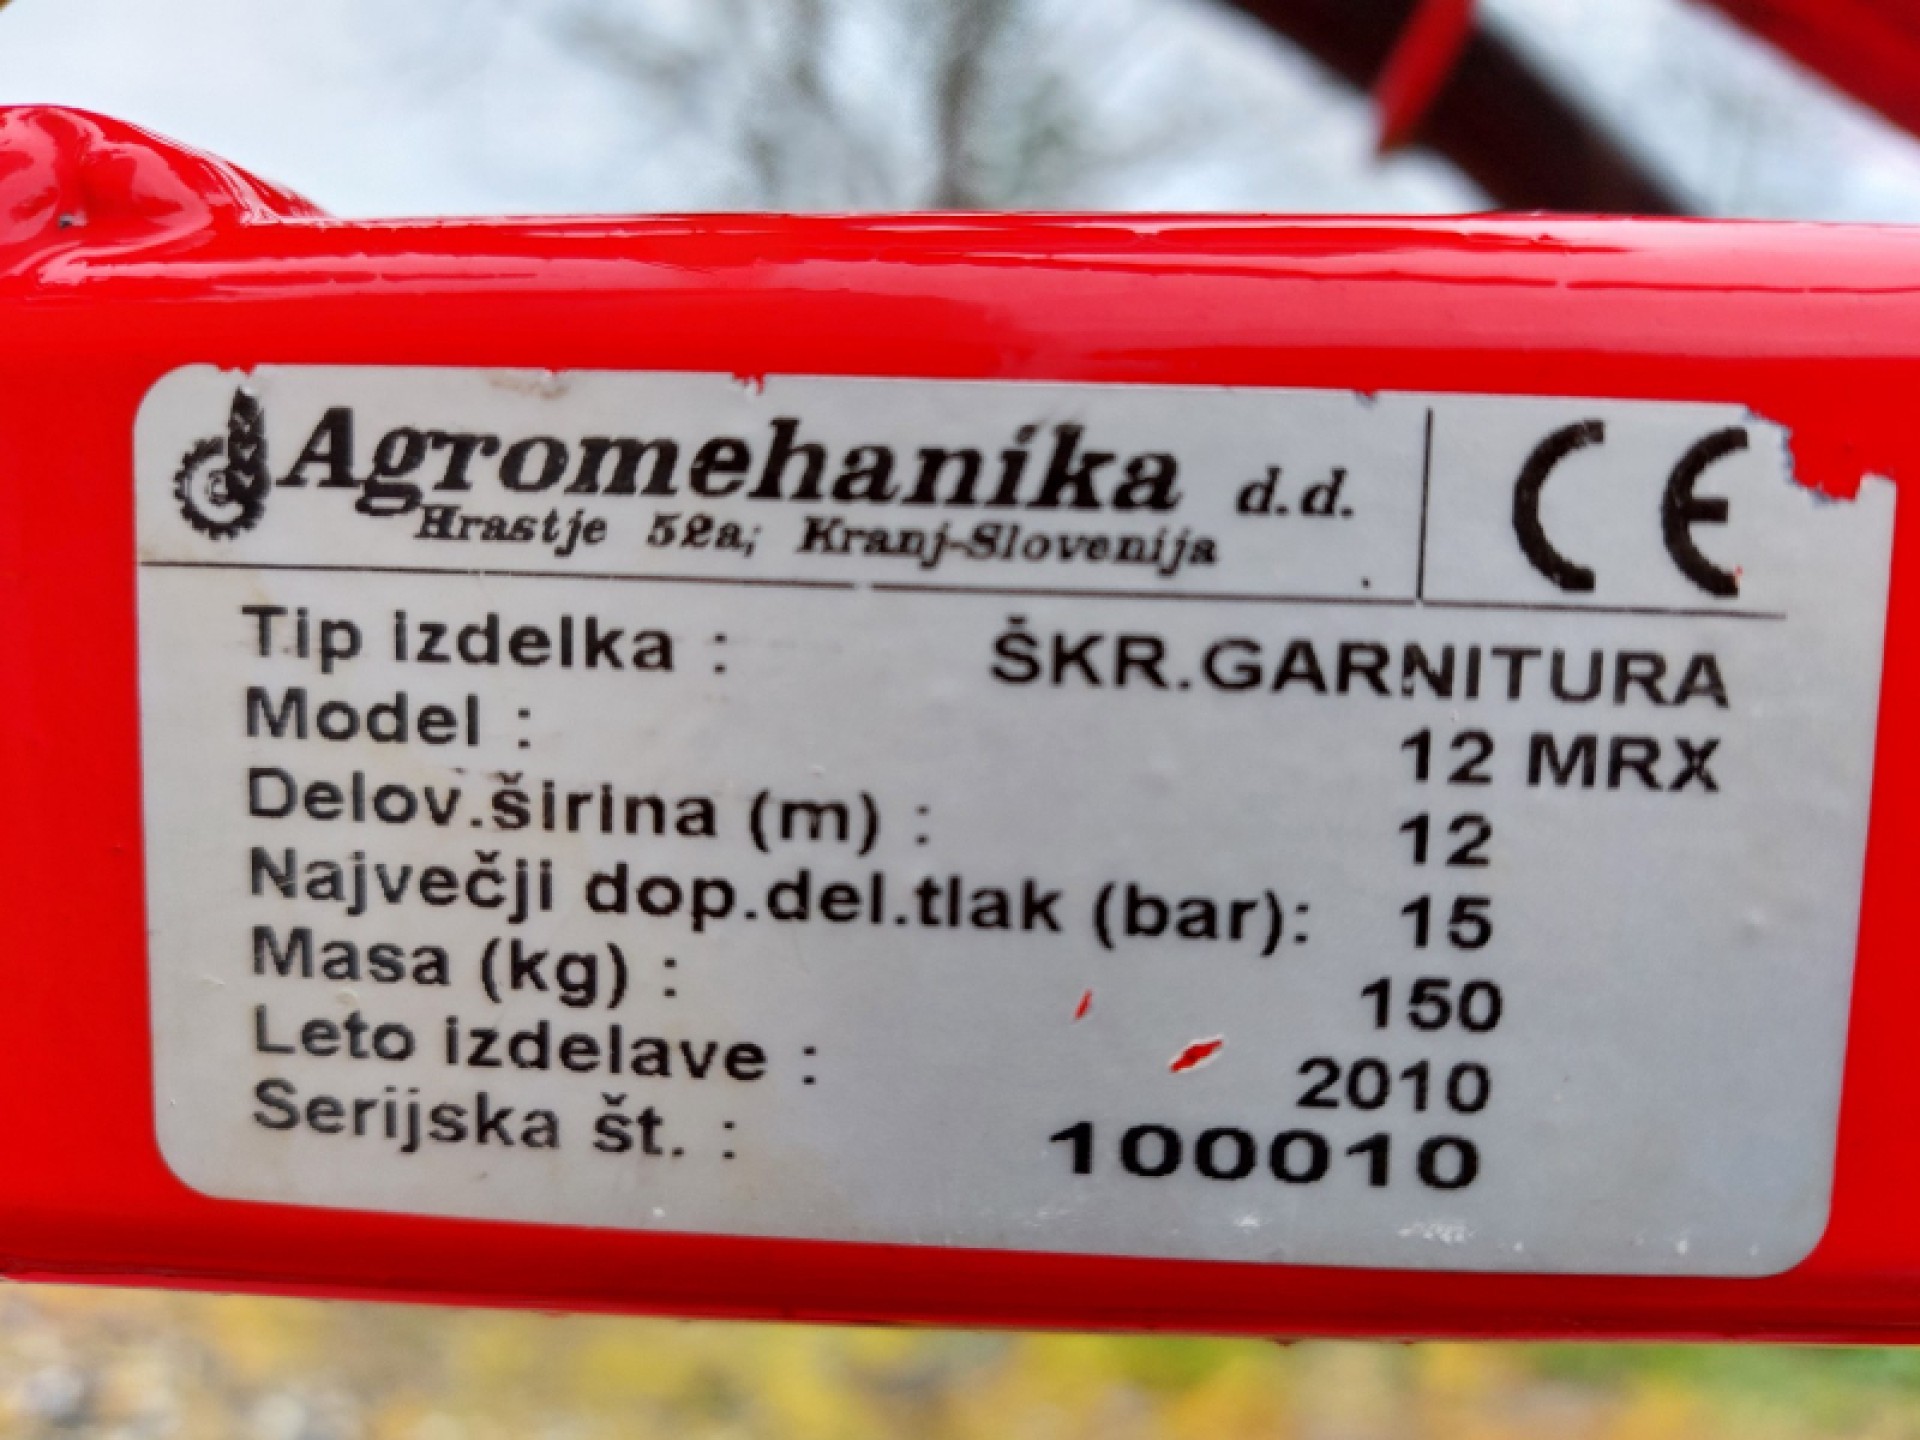 Agromehanika d.d.
Hrastje 52a; Kranj-Slovenija
CE
Tip izdelka : ŠKR.GARNITURA
Model : 12 MRX
Delov.širina (m) : 12
Največji dop.del.tlak (bar): 15
Masa (kg) : 150
Leto izdelave : 2010
Serijska št. : 100010